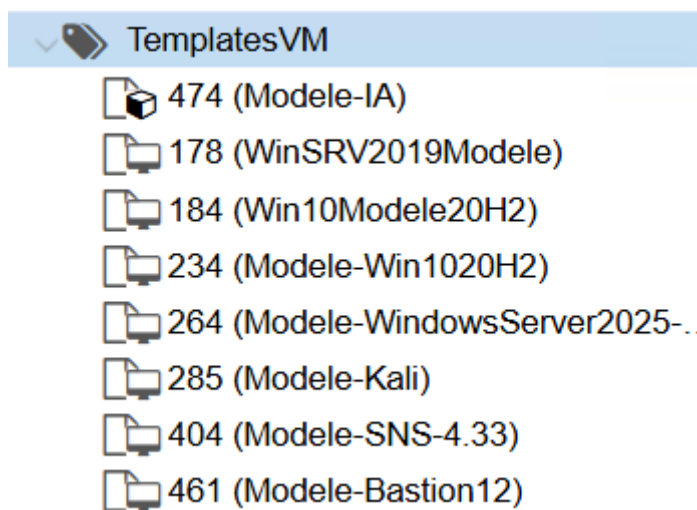 TemplatesVM
474 (Modele-IA)
178 (WinSRV2019Modele)
184 (Win10Modele20H2)
234 (Modele-Win1020H2)
264 (Modele-WindowsServer2025-..
285 (Modele-Kali)
404 (Modele-SNS-4.33)
461 (Modele-Bastion12)